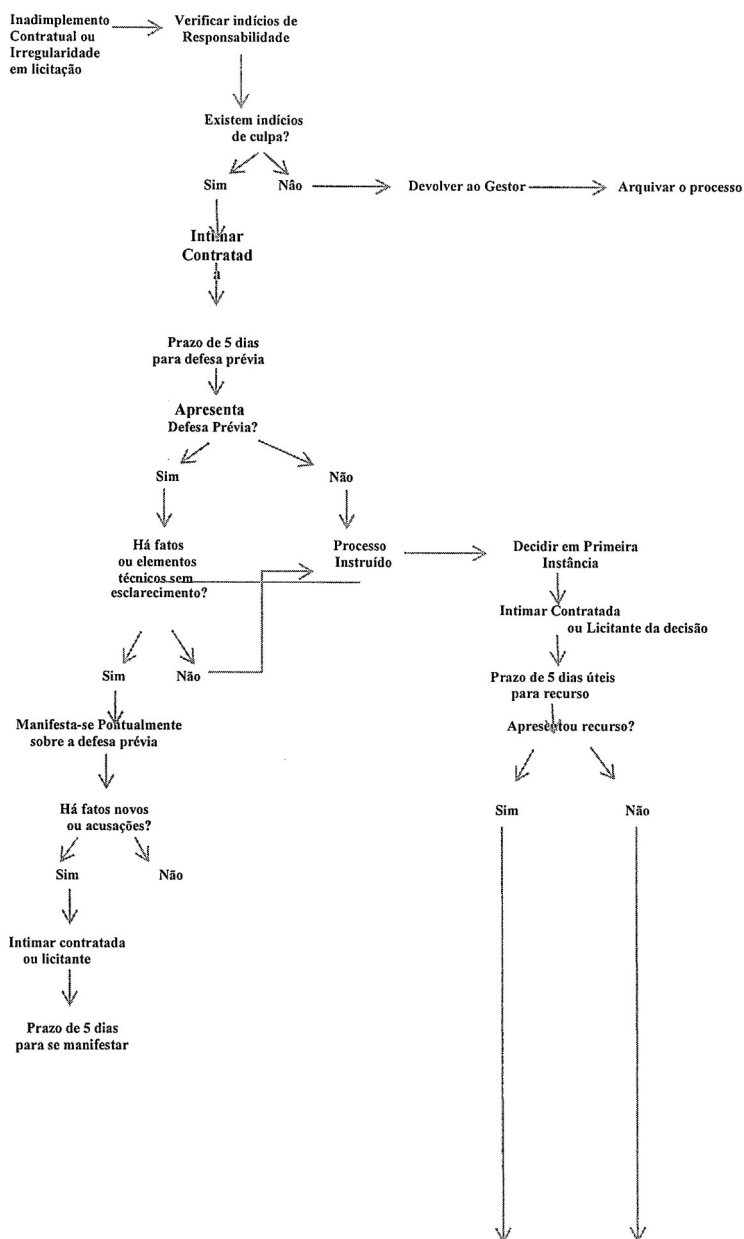 Inadimplemento
Contratual ou
Irregularidade
em licitação
Verificar indícios de
Responsabilidade
Existem indícios
de culpa?
Sim
Nâo
Devolver ao Gestor
Arquivar o processo
Intimar
Contratad
a
Prazo de 5 dias
para defesa prévia
Apresenta
Defesa Prévia?
Sim
Não
Há fatos
ou elementos
técnicos sem
esclarecimento?
Processo
Instruído
Decidir em Primeira
Instância
Intimar Contratada
ou Licitante da decisão
Sim
Não
Prazo de 5 dias úteis
para recurso
Manifesta-se Pontualmente
sobre a defesa prévia
Apresentou recurso?
Há fatos novos
ou acusações?
Sim
Não
Sim
Não
Intimar contratada
ou licitante
Prazo de 5 dias
para se manifestar